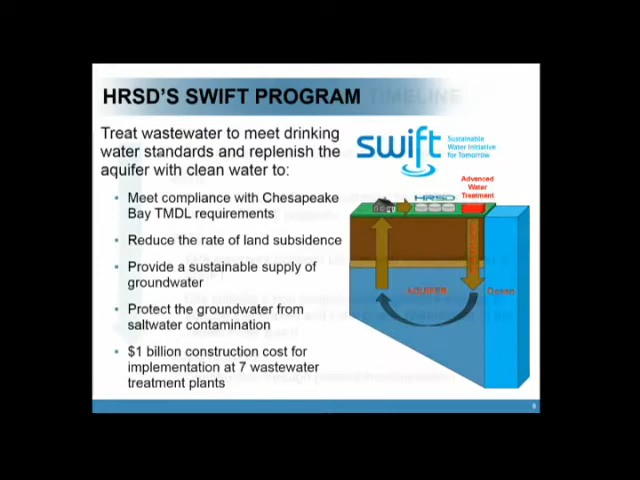 HRSD'S SWIFT PROGRAM TIMELINE
Treat wastewater to meet drinking
water standards and replenish the
aquifer with clean water to:
• Meet compliance with Chesapeake
Bay TMDL requirements
• Reduce the rate of land subsidence
• Provide a sustainable supply of
groundwater
• Protect the groundwater from
saltwater contamination
• $1 billion construction cost for
implementation at 7 wastewater
treatment plants
swift
Sustainable
Water Initiative
for Tomorrow
Advanced
Water
Treatment
HRSD
AQUIFER
Ocean